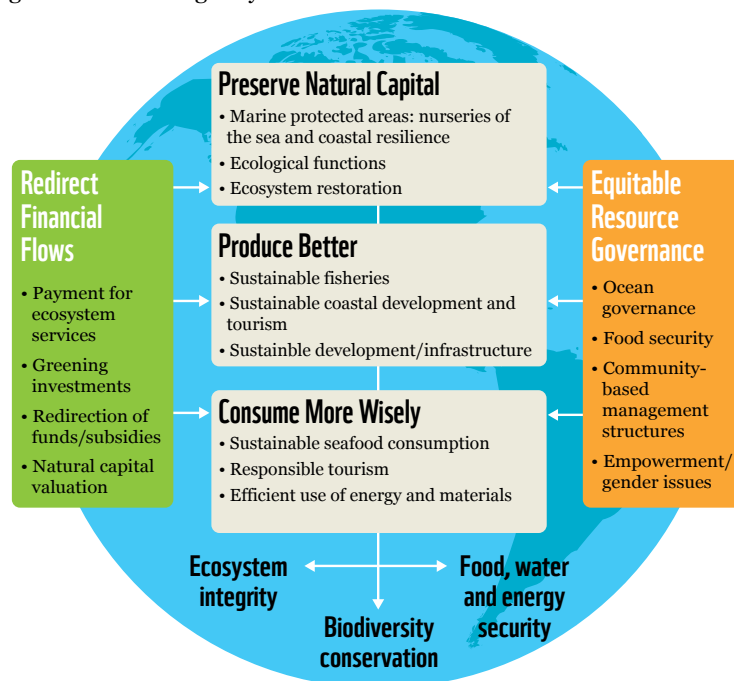 Preserve Natural Capital
• Marine protected areas: nurseries of
the sea and coastal resilience
• Ecological functions
• Ecosystem restoration
Redirect
Financial
Flows
• Payment for
ecosystem
services
• Greening
investments
• Redirection of
funds/subsidies
• Natural capital
valuation
Produce Better
• Sustainable fisheries
• Sustainable coastal development and
tourism
• Sustainble development/infrastructure
Consume More Wisely
• Sustainable seafood consumption
• Responsible tourism
• Efficient use of energy and materials
Equitable
Resource
Governance
• Ocean
governance
• Food security
• Community-
based
management
structures
• Empowerment/
gender issues
Ecosystem
integrity
Biodiversity
conservation
Food, water
and energy
security